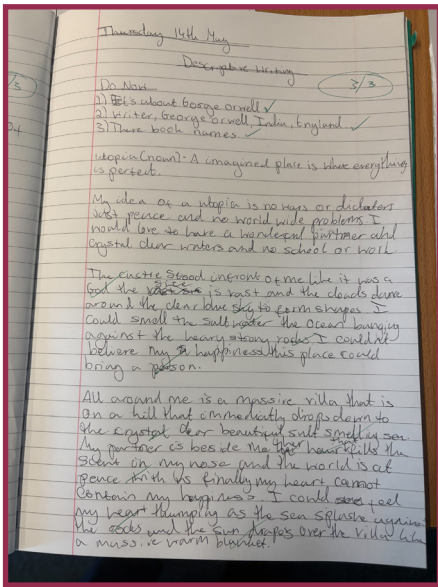 Thursday 14th May
Descriptive Writing
3/3
Do Now
1) It's about George orwell ✓
2) Writer, George orwell, India, England ✓
3) There book names. ✓
utopia (noun) - A imagined place is where everything
is perfect.
My idea of a utopia is no wars or dictators
Just peace and no world wide problems. I
would love to have a wonderful partner and
crystal clear waters and no school or work.
The castle stood infront of me like it was a
God the size is vast and the clouds dance
around the clear blue sky to form shapes. I
could smell the salt water the ocean banging
against the heavy strong rocks I couldn't
believe my happiness this place could
bring a person.
All around me is a massive villa that is
on a hill that immediatly drops down to
the crystal clear beautiful salt smelling sea.
My partner is beside me fills the
scent in my nose and the world is at
peace with us finally my heart cannot
contain my happiness. I could feel
my heart thumping as the sea splashe
the rocks and the sun drapes over the villa like
a massive warm blanket.